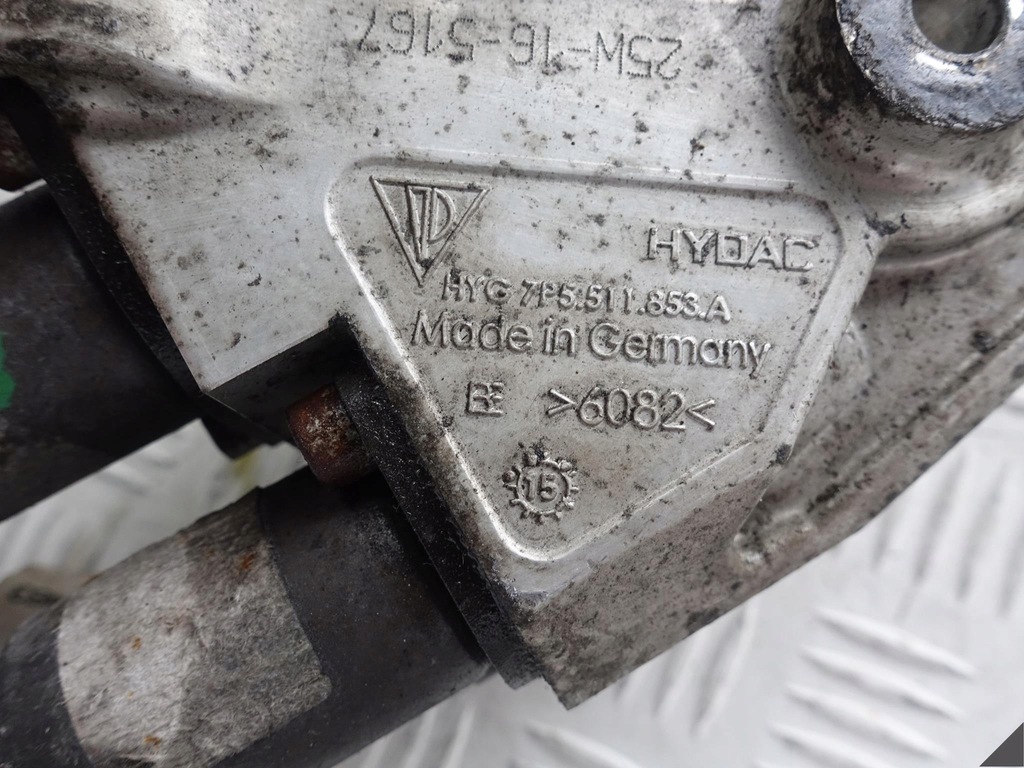 25W-16-5167
HYDAC
HYG 7P5.511.853.A
Made in Germany
>6082<
15